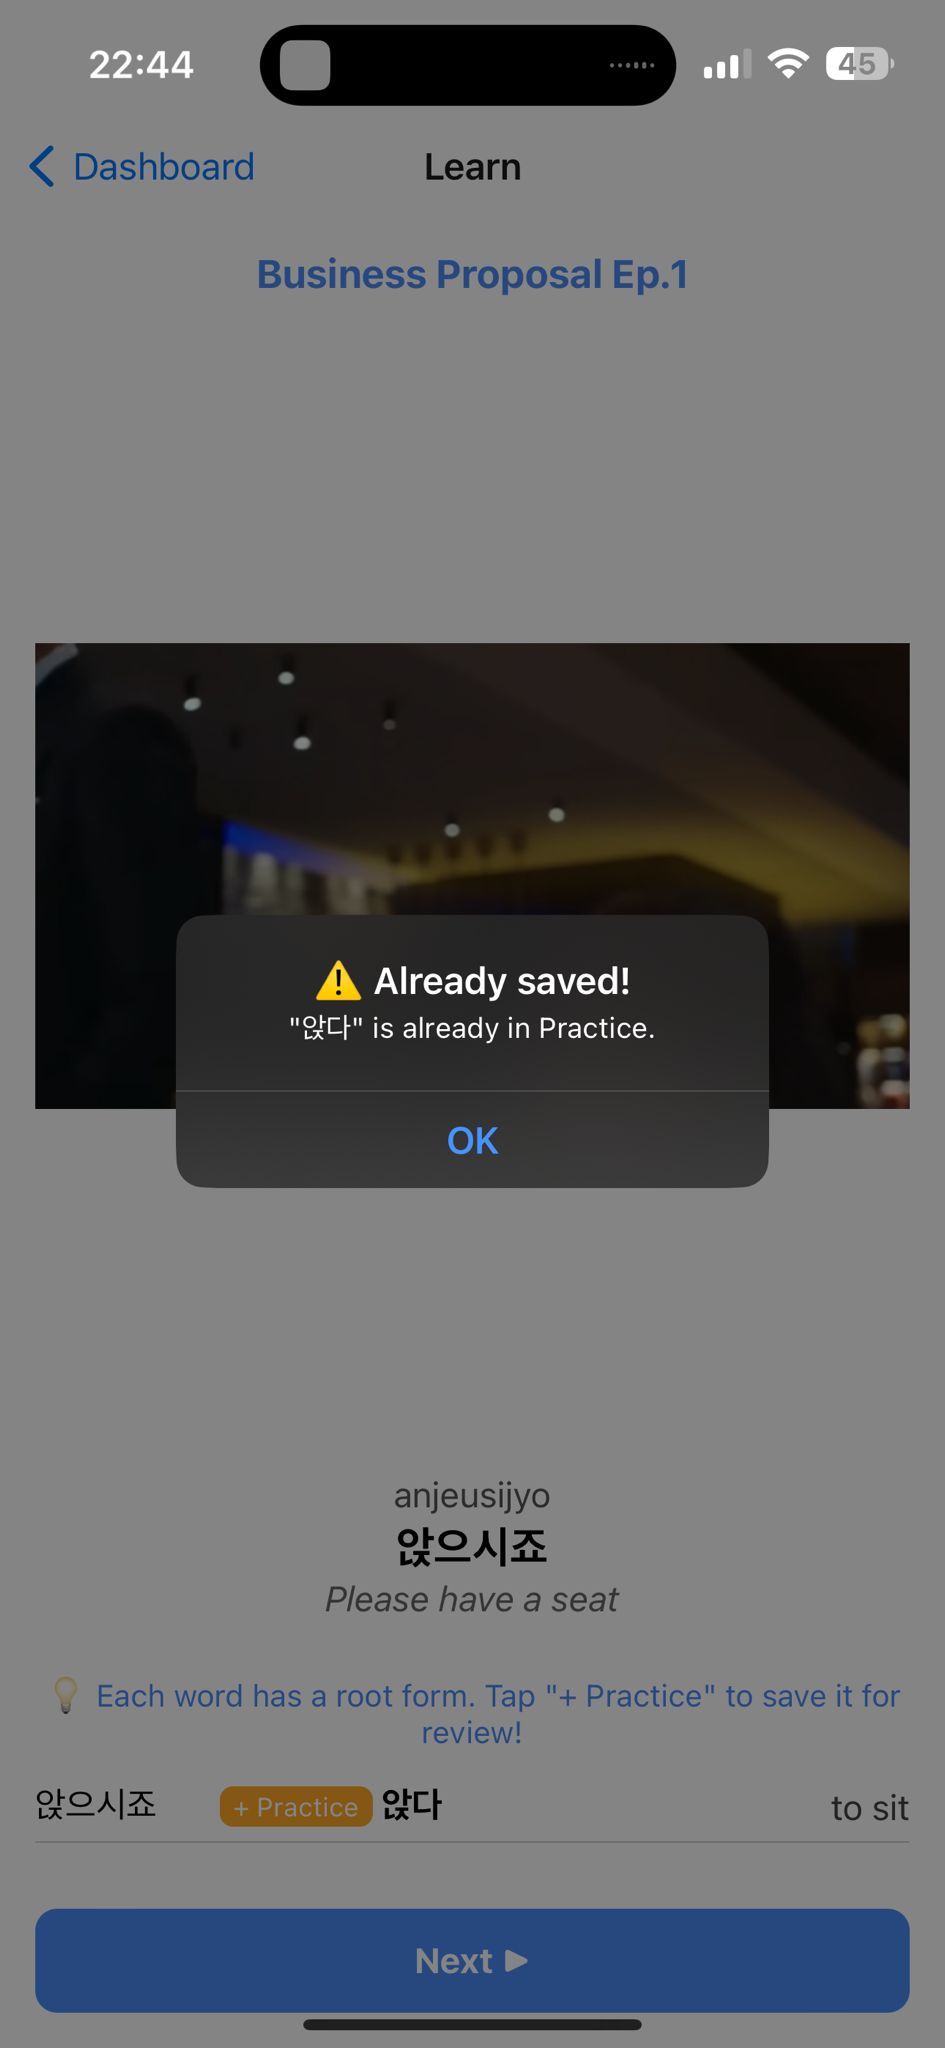 22:44
45
Dashboard
Learn
Business Proposal Ep.1
⚠️ Already saved!
"앉다" is already in Practice.
OK
anjeusijyo
앉으시죠
Please have a seat
💡 Each word has a root form. Tap "+ Practice" to save it for
review!
앉으시죠 + Practice 앉다 to sit
Next ▶